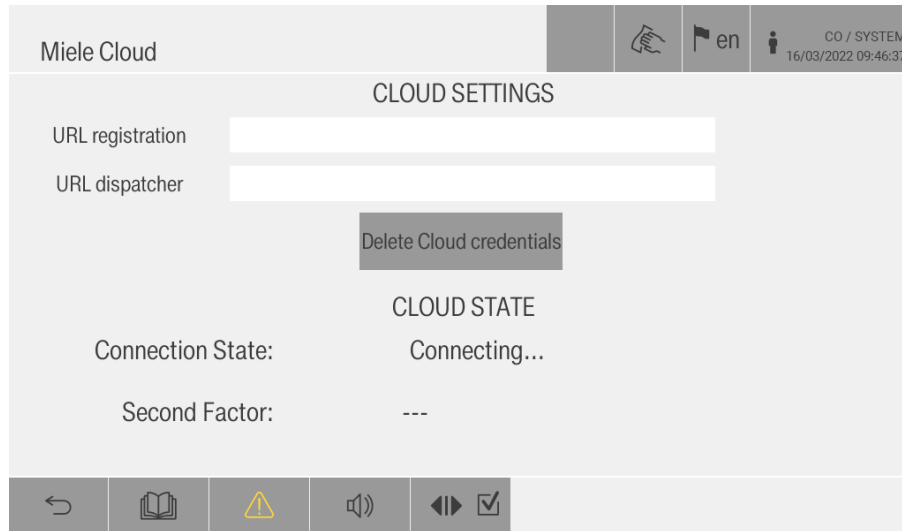 Miele Cloud
en
CO / SYSTEM
16/03/2022 09:46:37
CLOUD SETTINGS
URL registration
URL dispatcher
Delete Cloud credentials
CLOUD STATE
Connection State: Connecting...
Second Factor: ---